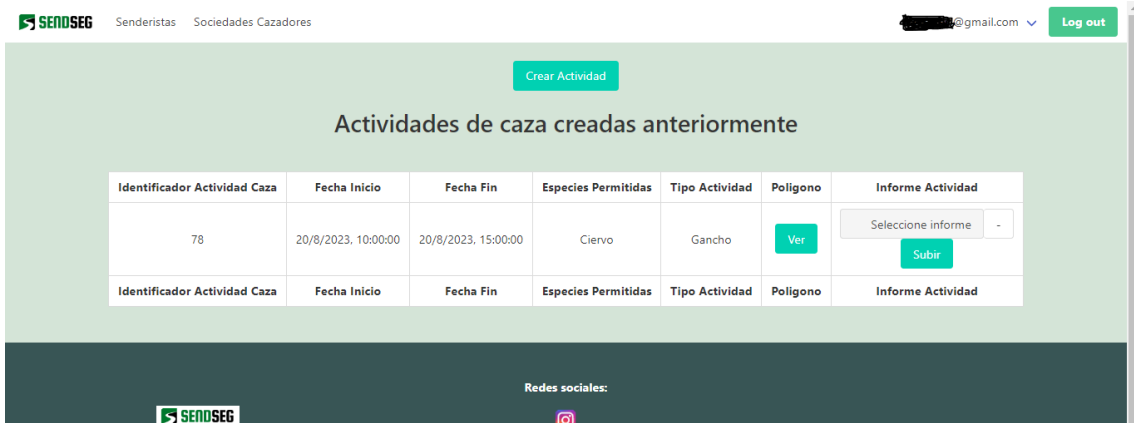 SENDSEG Senderistas Sociedades Cazadores @gmail.com Log out
Crear Actividad
Actividades de caza creadas anteriormente
Identificador Actividad Caza Fecha Inicio Fecha Fin Especies Permitidas Tipo Actividad Poligono Informe Actividad
78 20/8/2023, 10:00:00 20/8/2023, 15:00:00 Ciervo Gancho Ver Seleccione informe -
Subir
Identificador Actividad Caza Fecha Inicio Fecha Fin Especies Permitidas Tipo Actividad Poligono Informe Actividad
Redes sociales:
SENDSEG